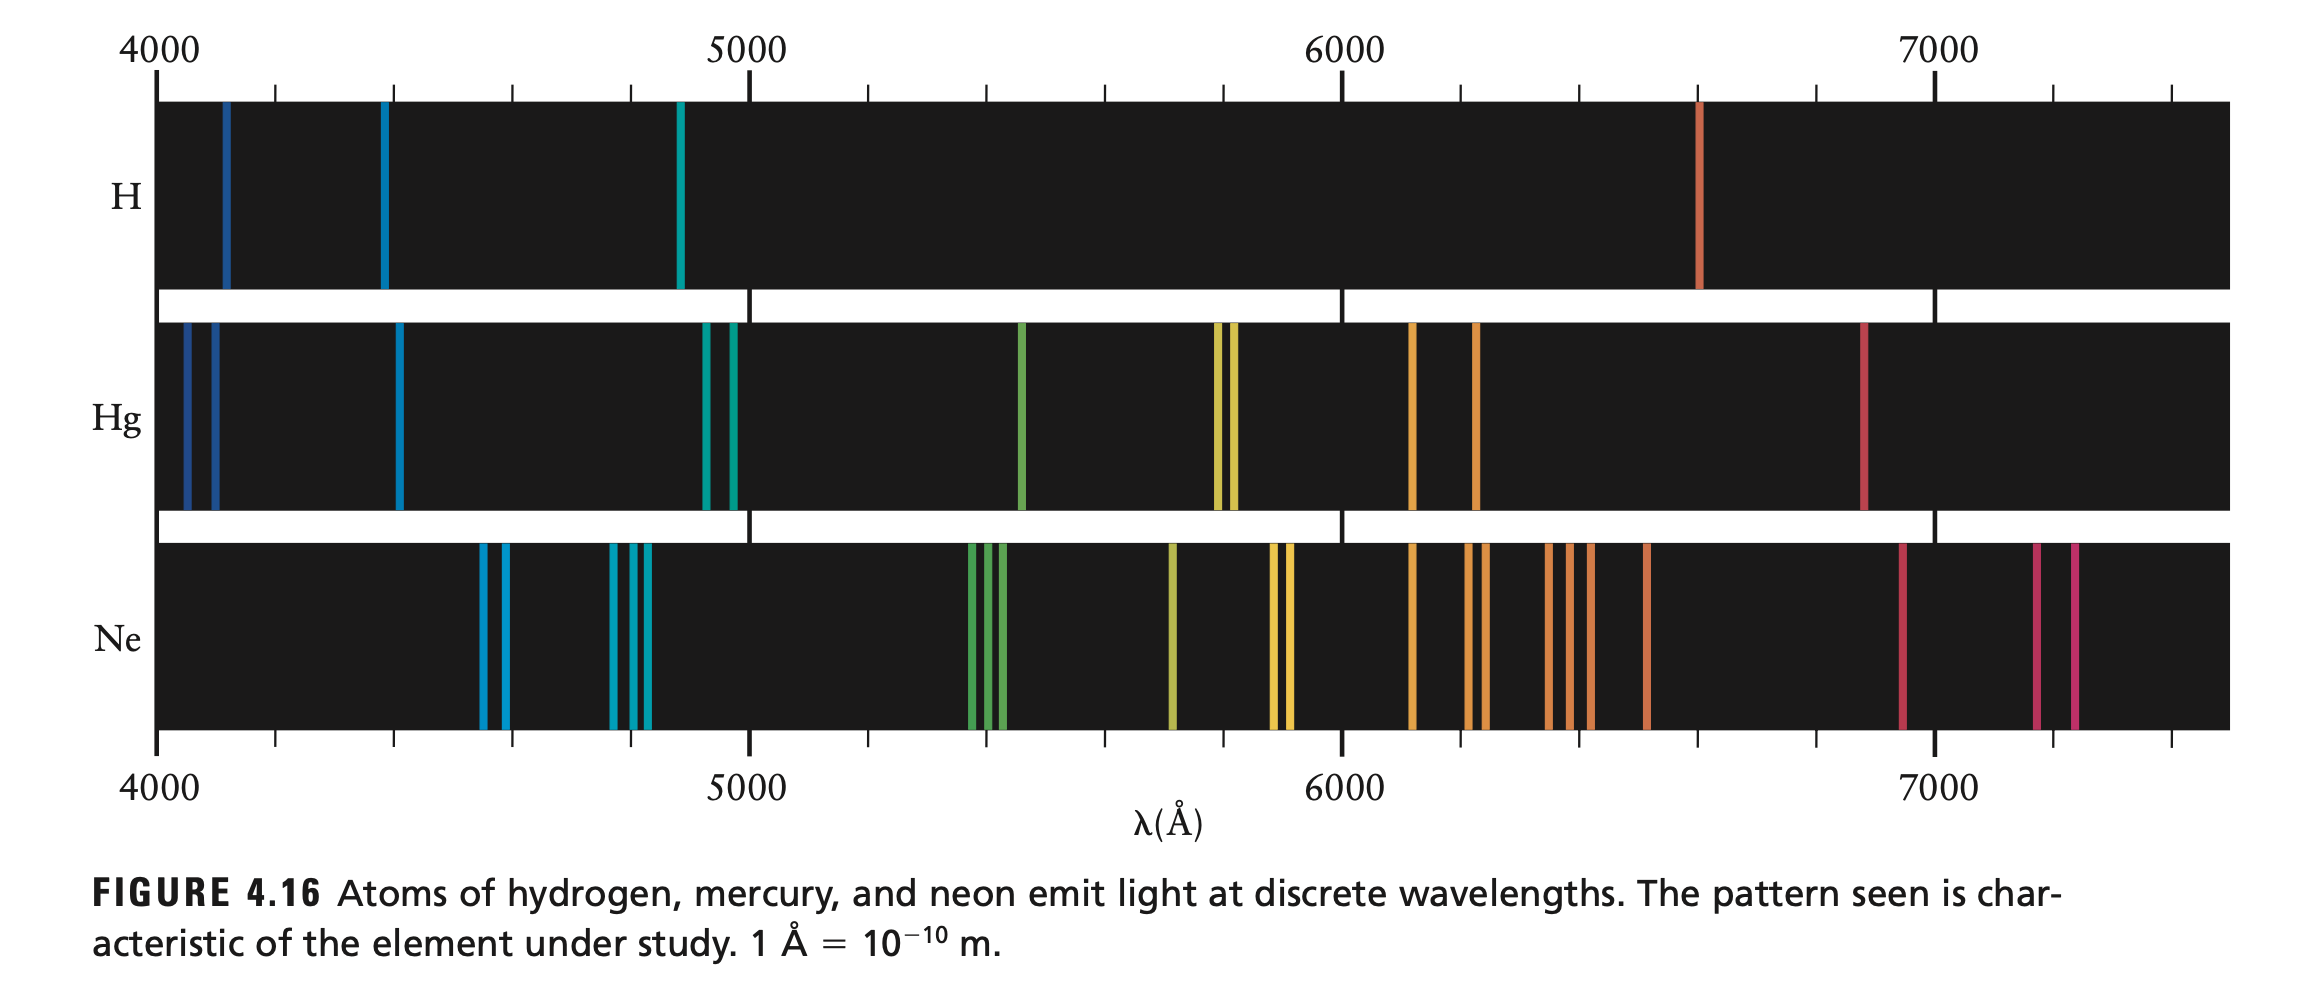 4000 5000 6000 7000
H
Hg
Ne
4000 5000 6000 7000
λ(Å)
FIGURE 4.16 Atoms of hydrogen, mercury, and neon emit light at discrete wavelengths. The pattern seen is char-
acteristic of the element under study. 1 Å = 10⁻¹⁰ m.